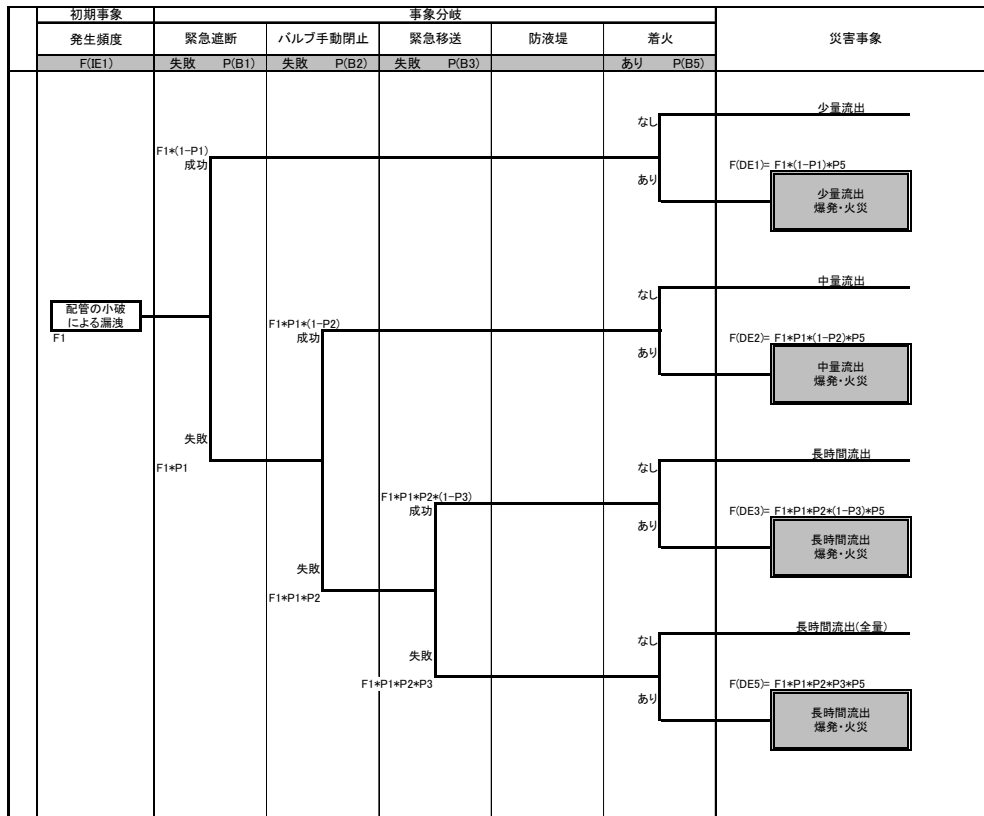 初期事象 事象分岐
発生頻度 緊急遮断 バルブ手動閉止 緊急移送 防液堤 着火 災害事象
F(IE1) 失敗 P(B1) 失敗 P(B2) 失敗 P(B3) あり P(B5)
少量流出
なし
F1*(1-P1)
成功
F(DE1)= F1*(1-P1)*P5
あり
少量流出
爆発・火災
中量流出
なし
配管の小破
による漏洩
F1
F1*P1*(1-P2)
成功
F(DE2)= F1*P1*(1-P2)*P5
あり
中量流出
爆発・火災
失敗
F1*P1
長時間流出
なし
F1*P1*P2*(1-P3)
成功
F(DE3)= F1*P1*P2*(1-P3)*P5
あり
長時間流出
爆発・火災
失敗
F1*P1*P2
長時間流出(全量)
なし
失敗
F1*P1*P2*P3
F(DE5)= F1*P1*P2*P3*P5
あり
長時間流出
爆発・火災